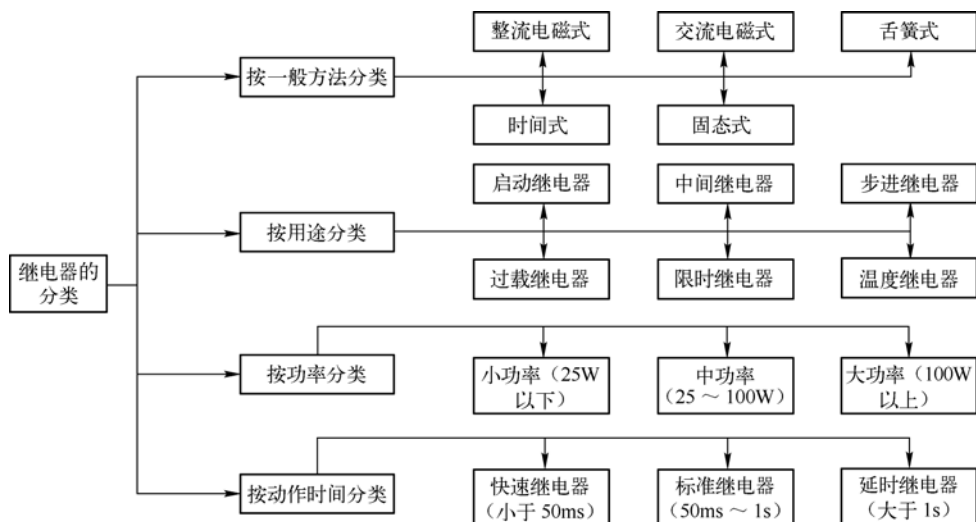 整流电磁式
交流电磁式
舌簧式
按一般方法分类
时间式
固态式
启动继电器
中间继电器
步进继电器
按用途分类
继电器的
分类
过载继电器
限时继电器
温度继电器
按功率分类
小功率（25W
以下）
中功率
（25 ～ 100W）
大功率（100W
以上）
按动作时间分类
快速继电器
（小于 50ms）
标准继电器
（50ms ～ 1s）
延时继电器
（大于 1s）